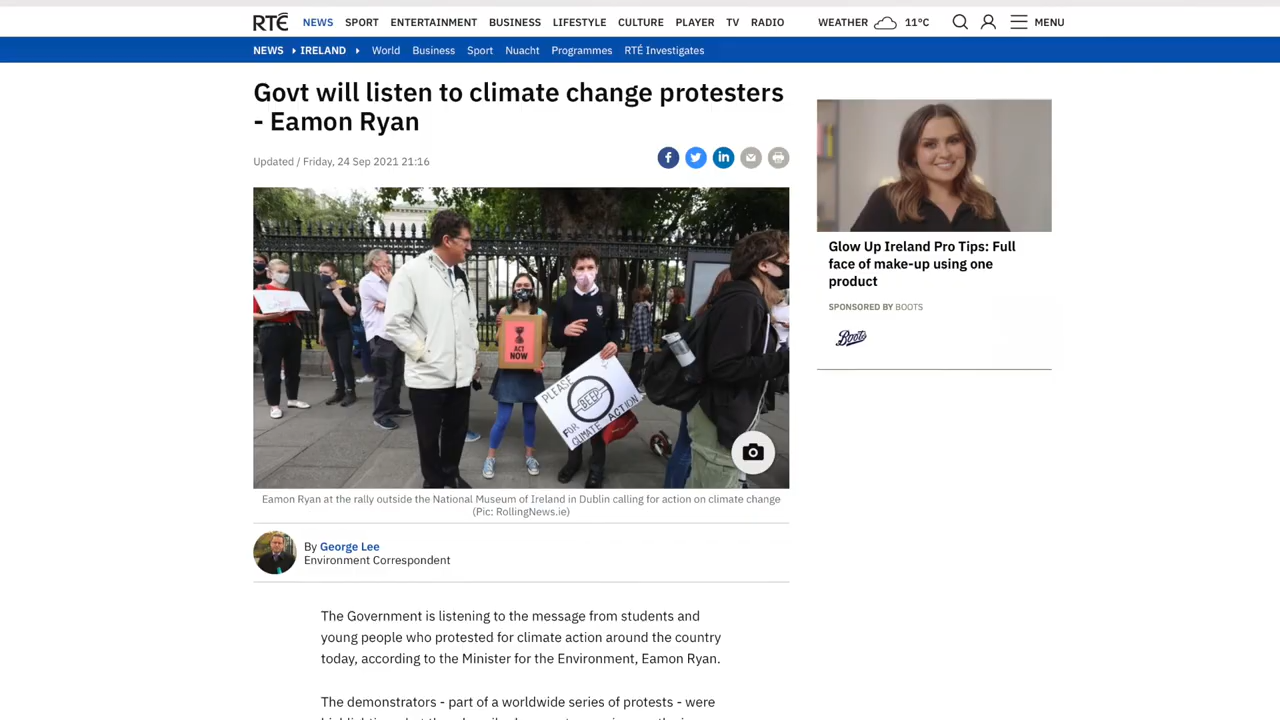 RTÉ NEWS SPORT ENTERTAINMENT BUSINESS LIFESTYLE CULTURE PLAYER TV RADIO WEATHER 11°C MENU
NEWS IRELAND World Business Sport Nuacht Programmes RTÉ Investigates
Govt will listen to climate change protesters
- Eamon Ryan
Updated / Friday, 24 Sep 2021 21:16
ACT
NOW
PLEASE
BEEP
FOR
CLIMATE ACTION
Eamon Ryan at the rally outside the National Museum of Ireland in Dublin calling for action on climate change
(Pic: RollingNews.ie)
By George Lee
Environment Correspondent
The Government is listening to the message from students and
young people who protested for climate action around the country
today, according to the Minister for the Environment, Eamon Ryan.
The demonstrators - part of a worldwide series of protests - were
Glow Up Ireland Pro Tips: Full
face of make-up using one
product
SPONSORED BY BOOTS
Boots